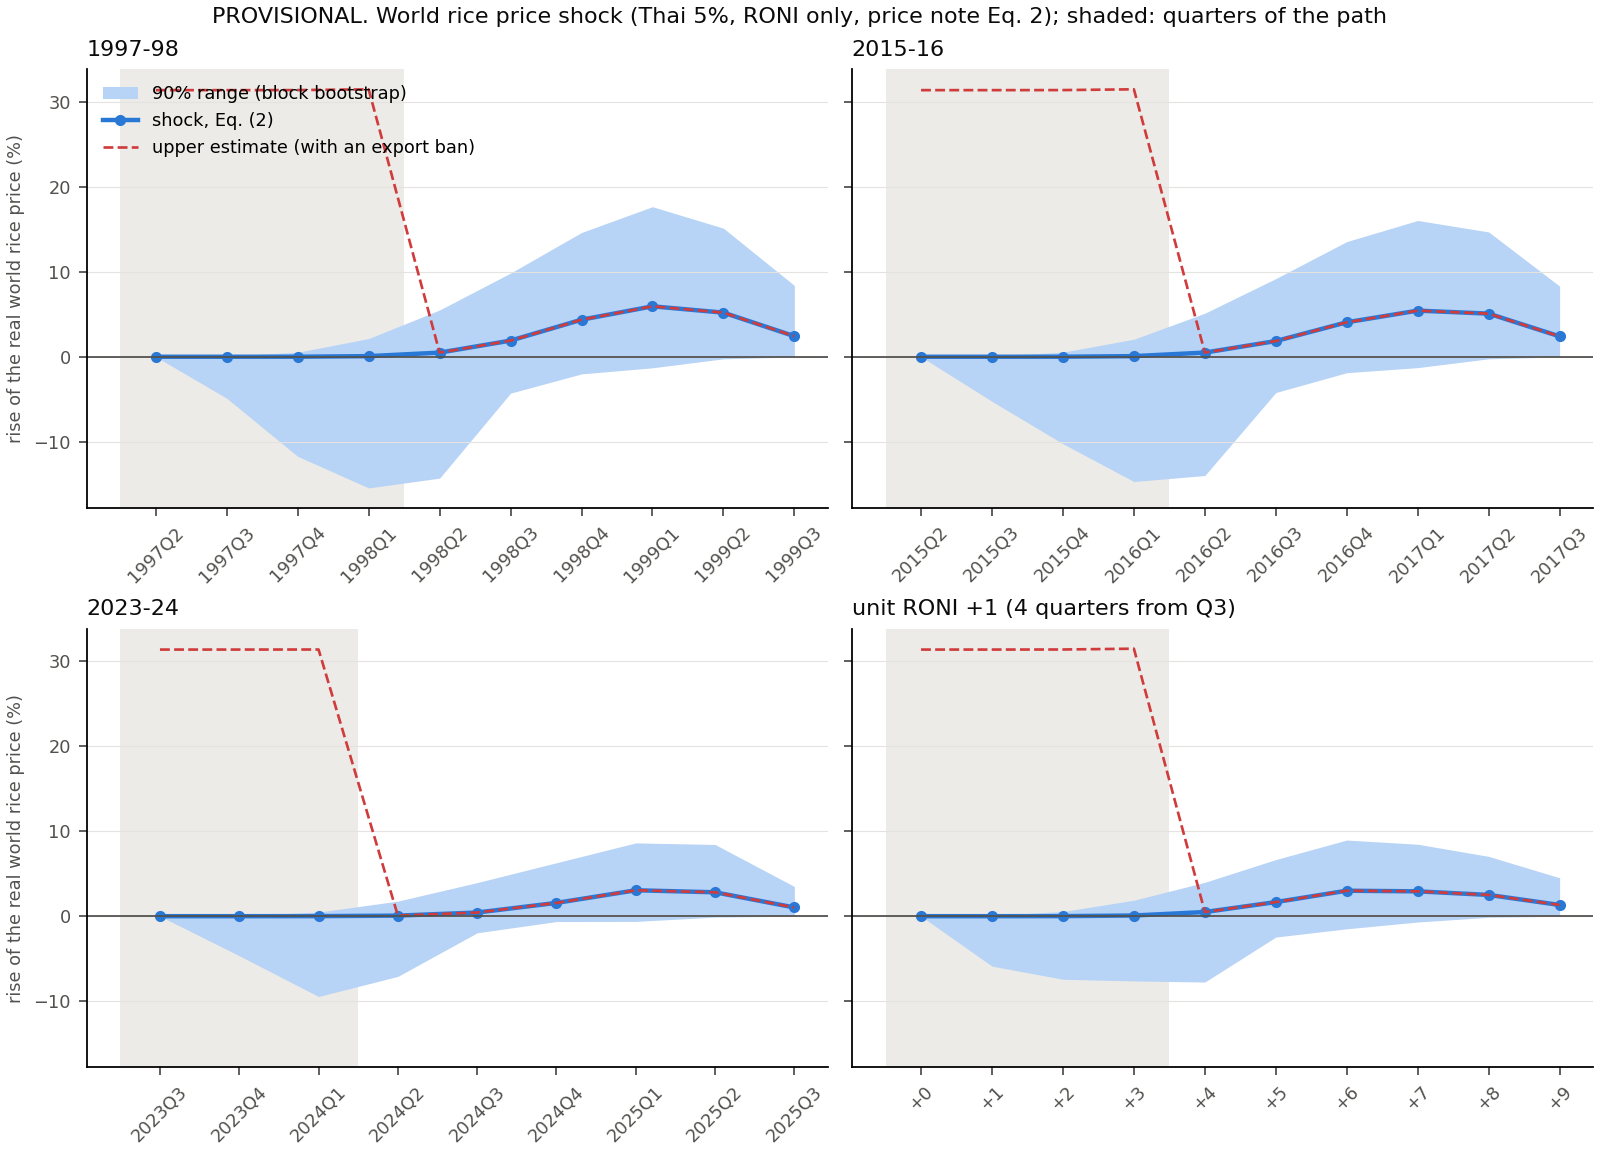 PROVISIONAL. World rice price shock (Thai 5%, RONI only, price note Eq. 2); shaded: quarters of the path
1997-98
2015-16
90% range (block bootstrap)
shock, Eq. (2)
upper estimate (with an export ban)
rise of the real world rice price (%)
30
20
10
0
−10
1997Q2
1997Q3
1997Q4
1998Q1
1998Q2
1998Q3
1998Q4
1999Q1
1999Q2
1999Q3
2015Q2
2015Q3
2015Q4
2016Q1
2016Q2
2016Q3
2016Q4
2017Q1
2017Q2
2017Q3
2023-24
unit RONI +1 (4 quarters from Q3)
rise of the real world rice price (%)
30
20
10
0
−10
2023Q3
2023Q4
2024Q1
2024Q2
2024Q3
2024Q4
2025Q1
2025Q2
2025Q3
+0
+1
+2
+3
+4
+5
+6
+7
+8
+9